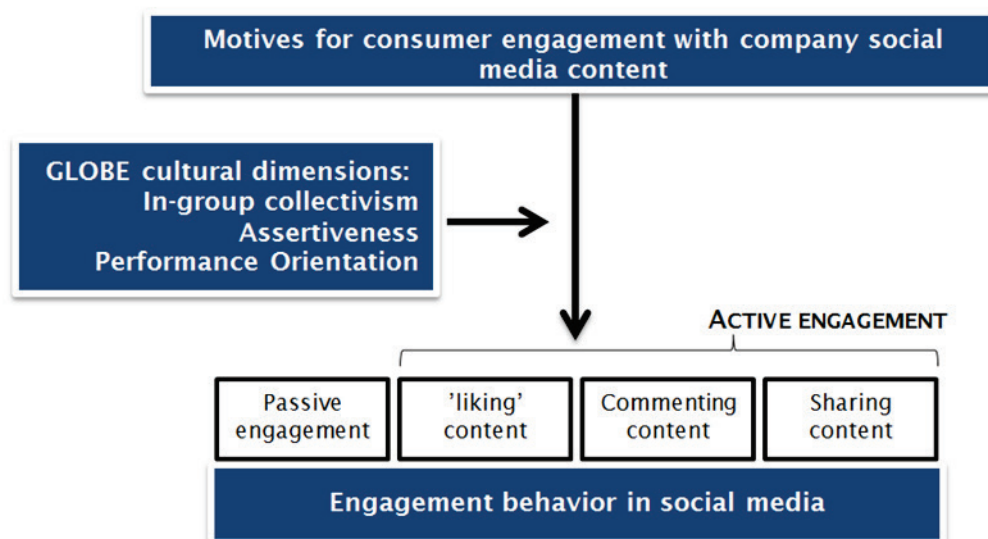 Motives for consumer engagement with company social
media content
GLOBE cultural dimensions:
In-group collectivism
Assertiveness
Performance Orientation
ACTIVE ENGAGEMENT
Passive
engagement
’liking’
content
Commenting
content
Sharing
content
Engagement behavior in social media